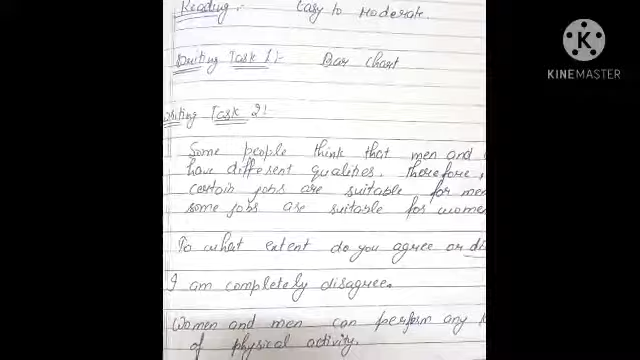 Reading:- Easy to Moderate.
Writing Task 1:- Bar Chart
Writing Task 2:
Some people think that men and
have different qualities. Therefore,
certain jobs are suitable for men
some jobs are suitable for women
To what extent do you agree or dis
I am completely disagree.
Women and men can perform any
of physical activity.
KINEMASTER